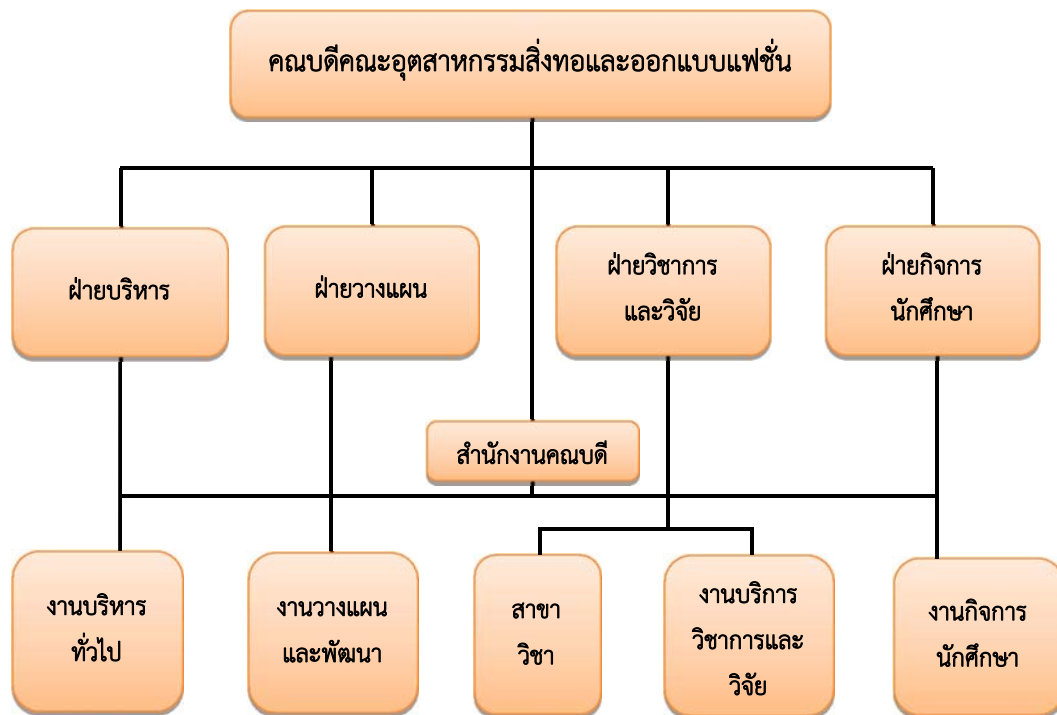 คณบดีคณะอุตสาหกรรมสิ่งทอและออกแบบแฟชั่น
ฝ่ายบริหาร
ฝ่ายวางแผน
ฝ่ายวิชาการ
และวิจัย
ฝ่ายกิจการ
นักศึกษา
สำนักงานคณบดี
งานบริหาร
ทั่วไป
งานวางแผน
และพัฒนา
สาขา
วิชา
งานบริการ
วิชาการและ
วิจัย
งานกิจการ
นักศึกษา